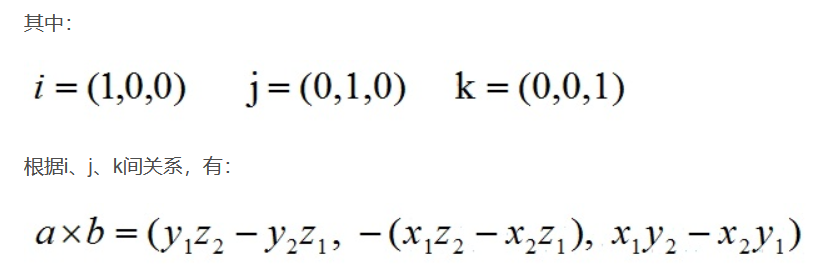 其中：
i = (1,0,0) j = (0,1,0) k = (0,0,1)
根据i、j、k间关系，有：
a×b = (y₁z₂ − y₂z₁, −(x₁z₂ − x₂z₁), x₁y₂ − x₂y₁)